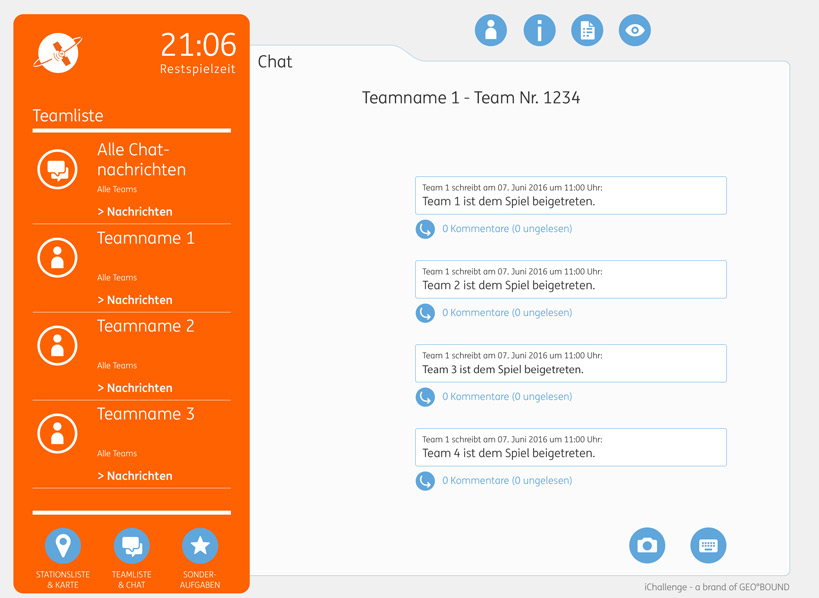 21:06
Restspielzeit
Teamliste
Alle Chat-
nachrichten
Alle Teams
> Nachrichten
Teamname 1
Alle Teams
> Nachrichten
Teamname 2
Alle Teams
> Nachrichten
Teamname 3
Alle Teams
> Nachrichten
STATIONSLISTE
& KARTE
TEAMLISTE
& CHAT
SONDER-
AUFGABEN
Chat
Teamname 1 - Team Nr. 1234
Team 1 schreibt am 07. Juni 2016 um 11:00 Uhr:
Team 1 ist dem Spiel beigetreten.
0 Kommentare (0 ungelesen)
Team 1 schreibt am 07. Juni 2016 um 11:00 Uhr:
Team 2 ist dem Spiel beigetreten.
0 Kommentare (0 ungelesen)
Team 1 schreibt am 07. Juni 2016 um 11:00 Uhr:
Team 3 ist dem Spiel beigetreten.
0 Kommentare (0 ungelesen)
Team 1 schreibt am 07. Juni 2016 um 11:00 Uhr:
Team 4 ist dem Spiel beigetreten.
0 Kommentare (0 ungelesen)
iChallenge - a brand of GEO°BOUND